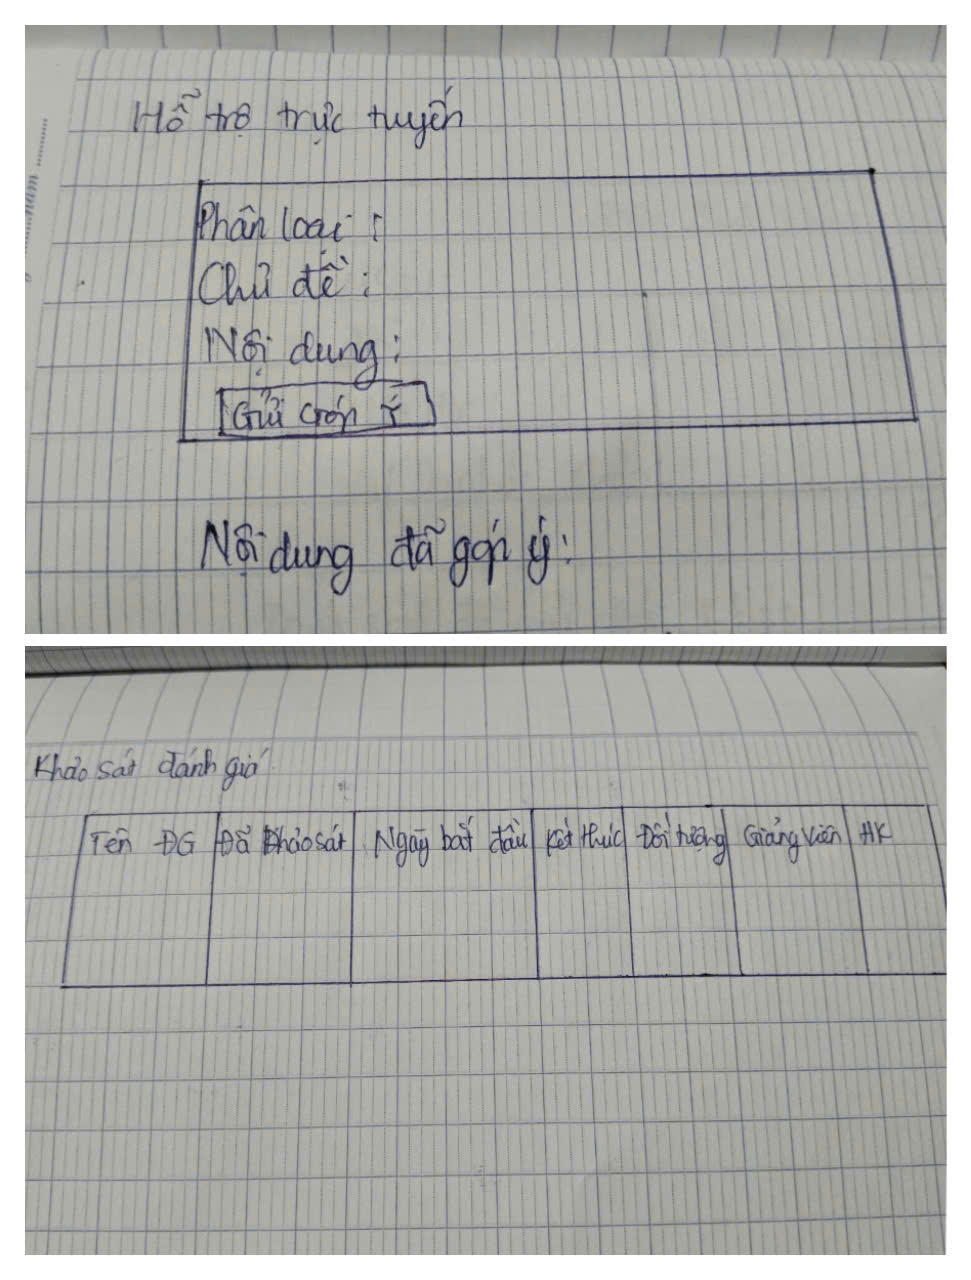 Hỗ trợ trực tuyến
Phân loại :
Chủ đề :
Nội dung :
Gửi góp ý
Nội dung đã góp ý :
Khảo sát đánh giá
Tên ĐG Đã khảo sát Ngày bắt đầu Kết thúc Đối tượng Giảng viên HK